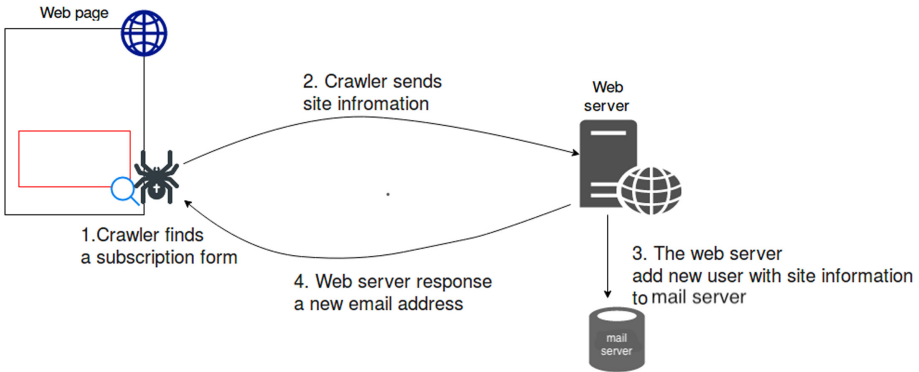 Web page
2. Crawler sends
site infromation
Web
server
1.Crawler finds
a subscription form
3. The web server
add new user with site information
to mail server
4. Web server response
a new email address
mail
server